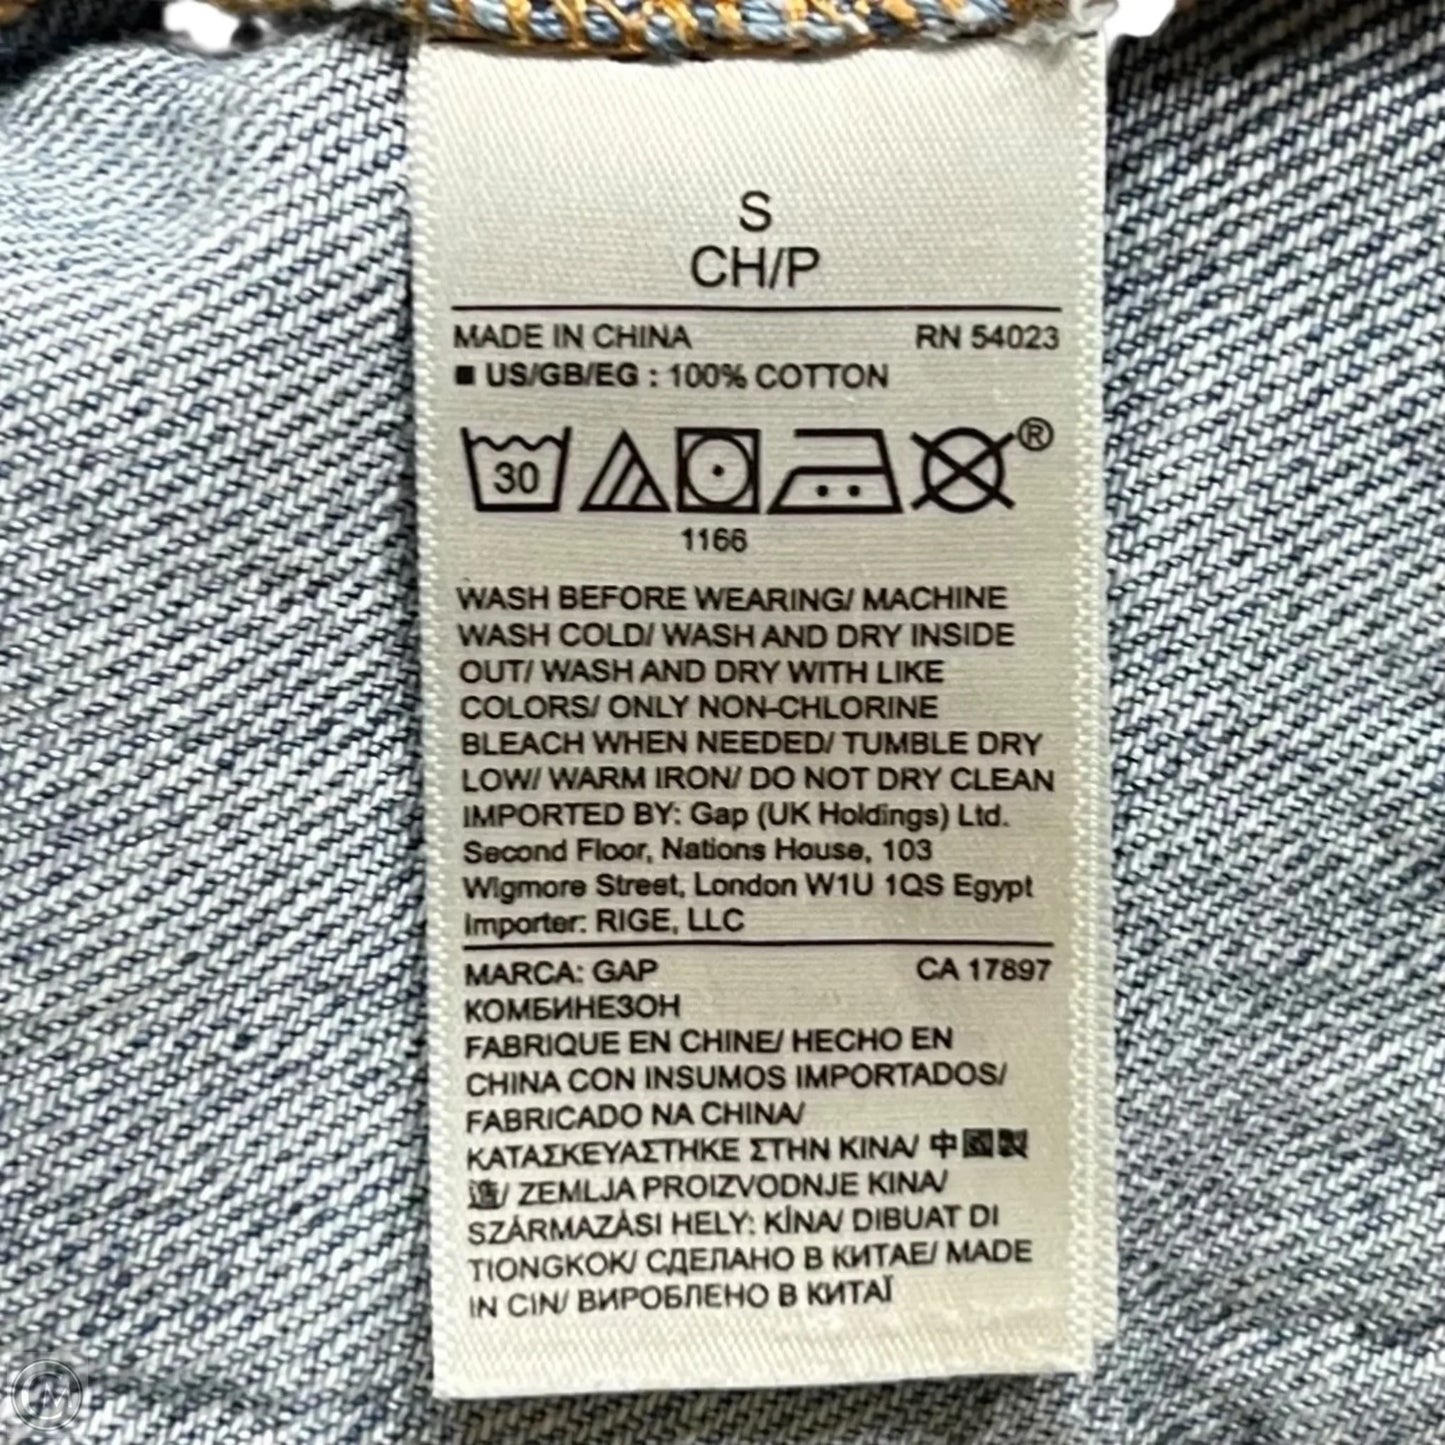 S
CH/P
MADE IN CHINA RN 54023
■ US/GB/EG : 100% COTTON
30 ®
1166
WASH BEFORE WEARING/ MACHINE
WASH COLD/ WASH AND DRY INSIDE
OUT/ WASH AND DRY WITH LIKE
COLORS/ ONLY NON-CHLORINE
BLEACH WHEN NEEDED/ TUMBLE DRY
LOW/ WARM IRON/ DO NOT DRY CLEAN
IMPORTED BY: Gap (UK Holdings) Ltd.
Second Floor, Nations House, 103
Wigmore Street, London W1U 1QS Egypt
Importer: RIGE, LLC
MARCA: GAP CA 17897
КОМБИНЕЗОН
FABRIQUE EN CHINE/ HECHO EN
CHINA CON INSUMOS IMPORTADOS/
FABRICADO NA CHINA/
ΚΑΤΑΣΚΕΥΑΣΤΗΚΕ ΣΤΗΝ ΚΙΝΑ/ 中國製
造/ ZEMLJA PROIZVODNJE KINA/
SZÁRMAZÁSI HELY: KÍNA/ DIBUAT DI
TIONGKOK/ СДЕЛАНО В КИТАЕ/ MADE
IN CIN/ ВИРОБЛЕНО В КИТАЇ